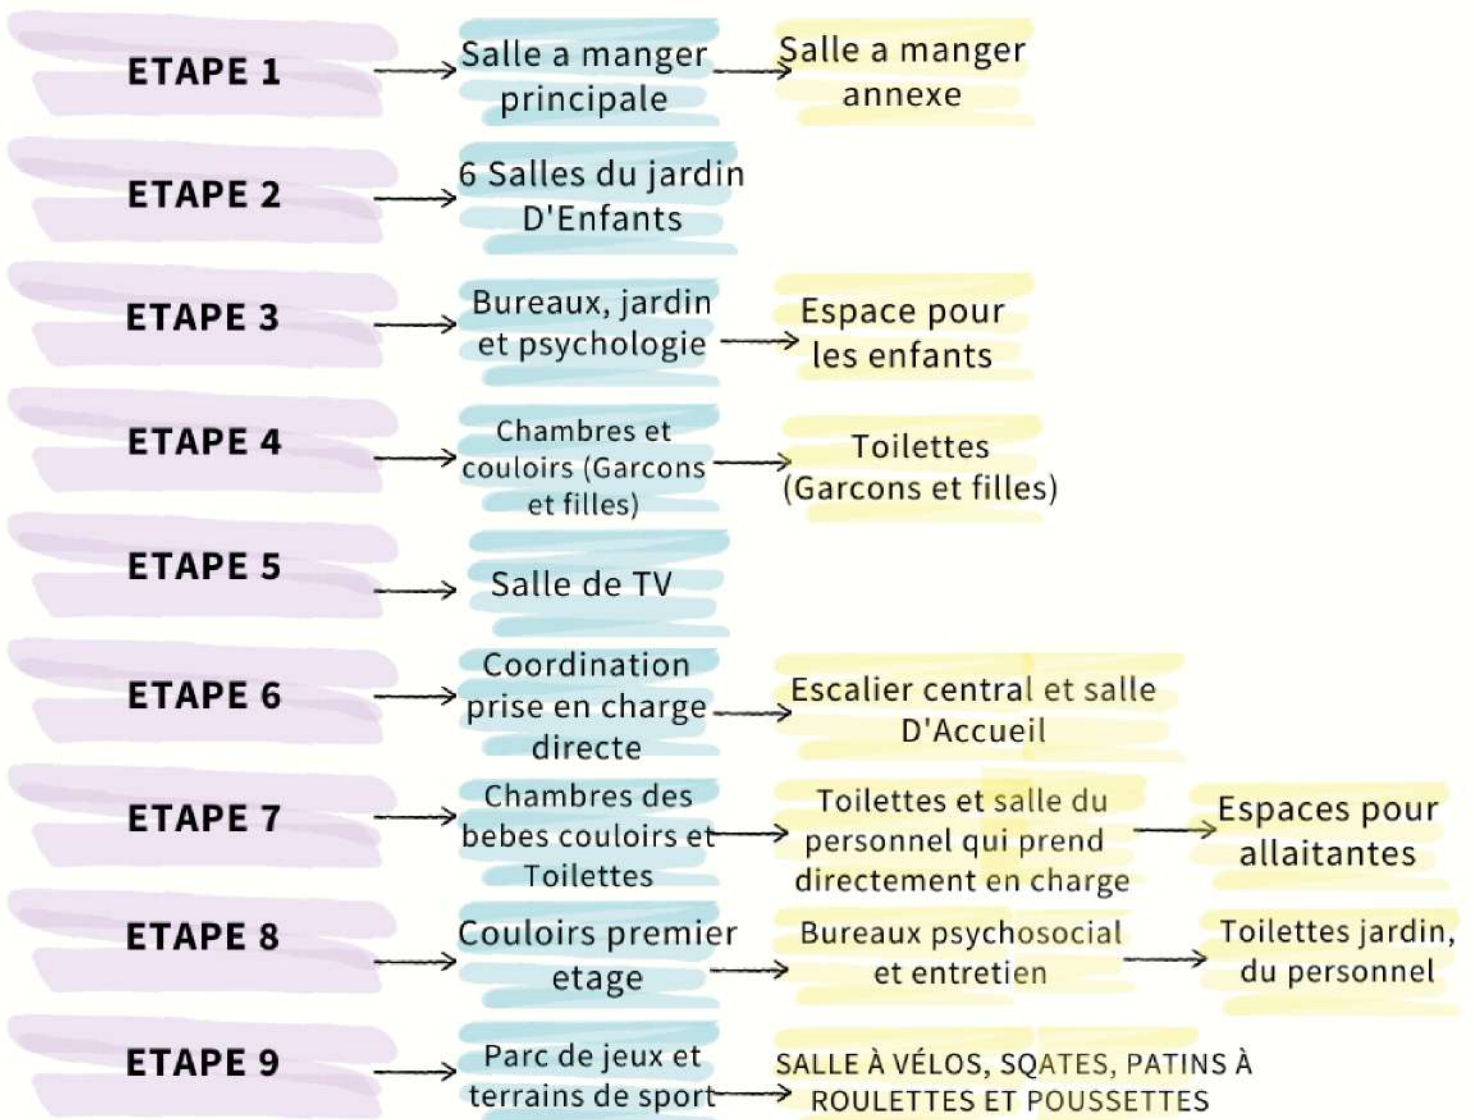 ETAPE 1
Salle a manger
principale
Salle a manger
annexe
ETAPE 2
6 Salles du jardin
D'Enfants
ETAPE 3
Bureaux, jardin
et psychologie
Espace pour
les enfants
ETAPE 4
Chambres et
couloirs (Garcons
et filles)
Toilettes
(Garcons et filles)
ETAPE 5
Salle de TV
ETAPE 6
Coordination
prise en charge
directe
Escalier central et salle
D'Accueil
ETAPE 7
Chambres des
bebes couloirs et
Toilettes
Toilettes et salle du
personnel qui prend
directement en charge
Espaces pour
allaitantes
ETAPE 8
Couloirs premier
etage
Bureaux psychosocial
et entretien
Toilettes jardin,
du personnel
ETAPE 9
Parc de jeux et
terrains de sport
SALLE À VÉLOS, SQATES, PATINS À
ROULETTES ET POUSSETTES